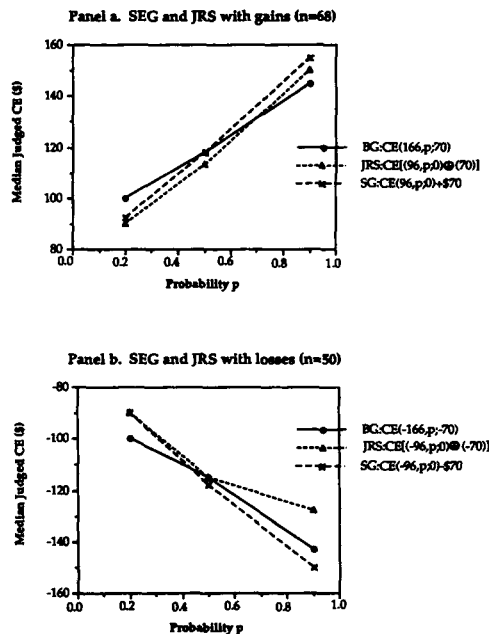 Panel a. SEG and JRS with gains (n=68)
160
140
120
100
80
Median Judged CE ($)
0.0 0.2 0.4 0.6 0.8 1.0
Probability p
BG:CE(166,p;70)
JRS:CE[(96,p;0)⊕(70)]
SG:CE(96,p;0)+$70
Panel b. SEG and JRS with losses (n=50)
-80
-100
-120
-140
-160
Median Judged CE ($)
0.0 0.2 0.4 0.6 0.8 1.0
Probability p
BG:CE(-166,p;-70)
JRS:CE[(-96,p;0)⊕(-70)]
SG:CE(-96,p;0)-$70